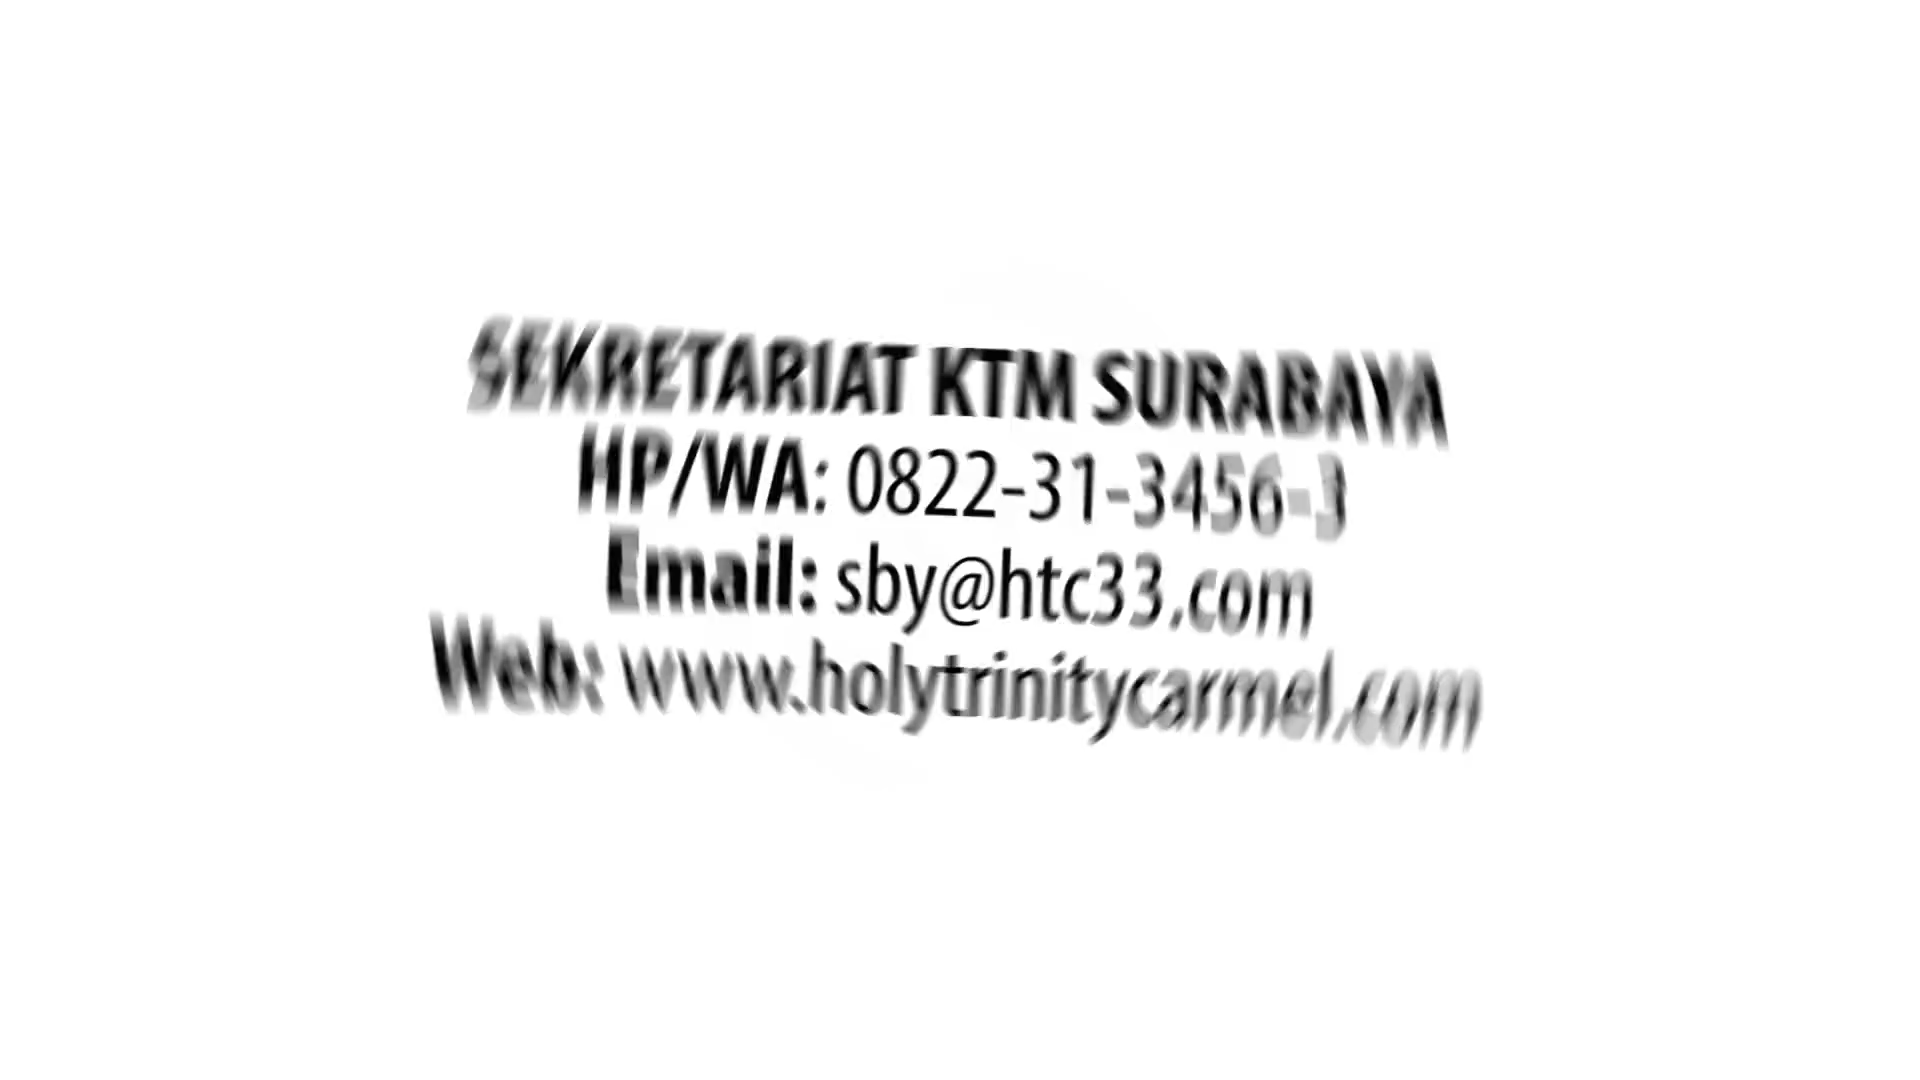 SEKRETARIAT KTM SURABAYA
HP/WA: 0822-31-3456-3
Email: sby@htc33.com
Web: www.holytrinitycarmel.com